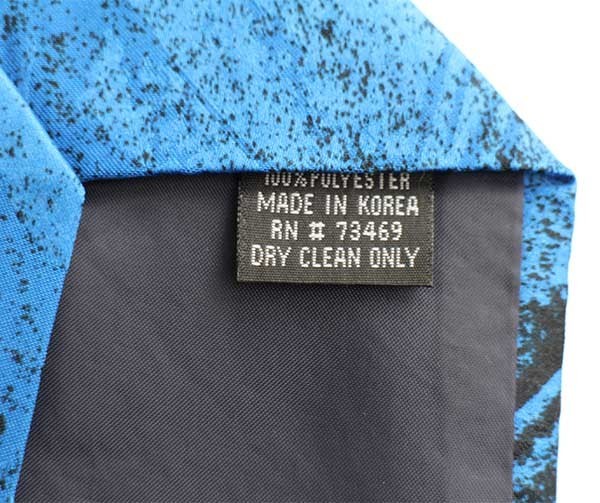 100% POLYESTER
MADE IN KOREA
RN # 73469
DRY CLEAN ONLY